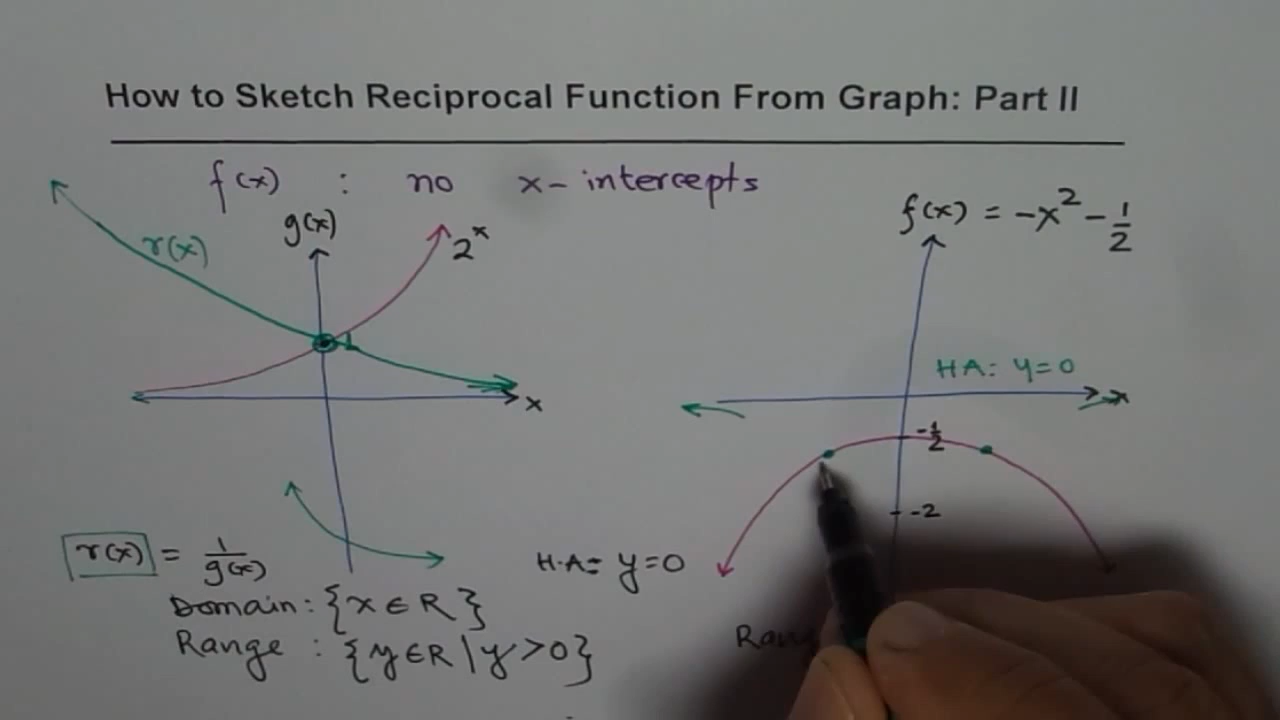 How to Sketch Reciprocal Function From Graph: Part II
f(x) : no x-intercepts
g(x)
r(x)
2^x
1
x
r(x) = 1/g(x)
Domain: {x ∈ R}
Range : {y ∈ R | y > 0}
H.A = y = 0
f(x) = -x² - 1/2
HA: y = 0
x
-1/2
-2